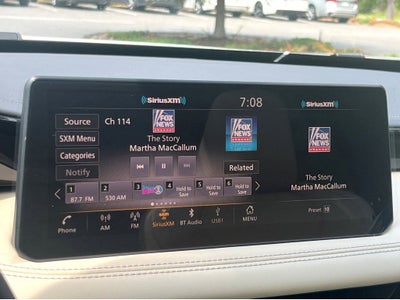 SiriusXM
7:08
SiriusXM
Source
Ch 114
FOX
NEWS
FOX
NEWS
FOX
NEWS
SXM Menu
The Story
Martha MacCallum
Categories
Related
The Story
Martha MacCallum
Notify
1
87.7 FM
2
530 AM
3
4
Hold to
Save
5
Hold to
Save
6
Hold to
Save
Phone
AM
FM
SiriusXM
BT Audio
USB1
MENU
Preset 10